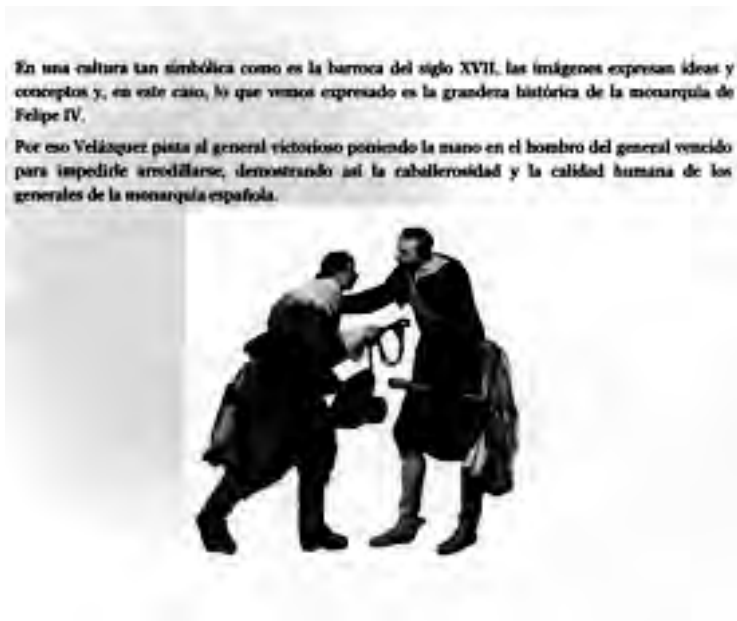 En una cultura tan simbólica como es la barroca del siglo XVII, las imágenes expresan ideas y
conceptos y, en este caso, lo que vemos expresado es la grandeza histórica de la monarquía de
Felipe IV.
Por eso Velázquez pinta al general victorioso poniendo la mano en el hombro del general vencido
para impedirle arrodillarse, demostrando así la caballerosidad y la calidad humana de los
generales de la monarquía española.